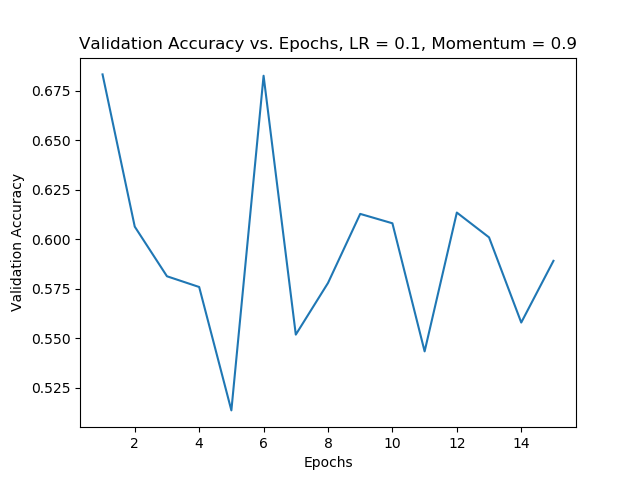 Validation Accuracy vs. Epochs, LR = 0.1, Momentum = 0.9
0.675
0.650
0.625
0.600
0.575
0.550
0.525
Validation Accuracy
2 4 6 8 10 12 14
Epochs